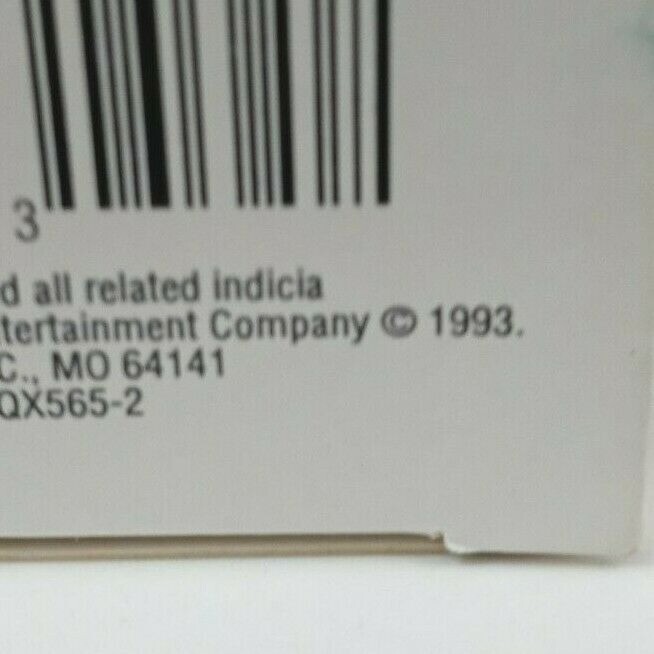 3
d all related indicia
tertainment Company © 1993.
C., MO 64141
QX565-2